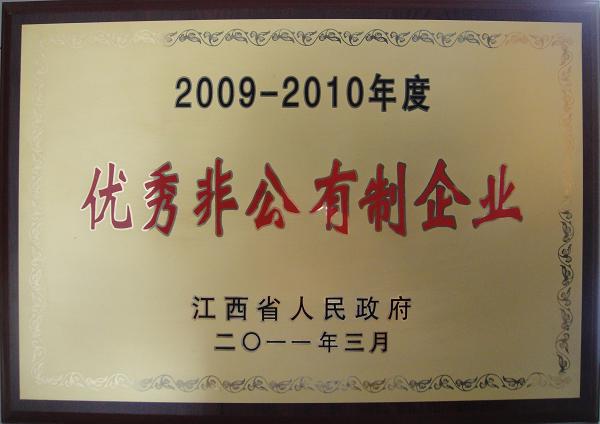 2009-2010年度
优秀非公有制企业
江西省人民政府
二〇一一年三月